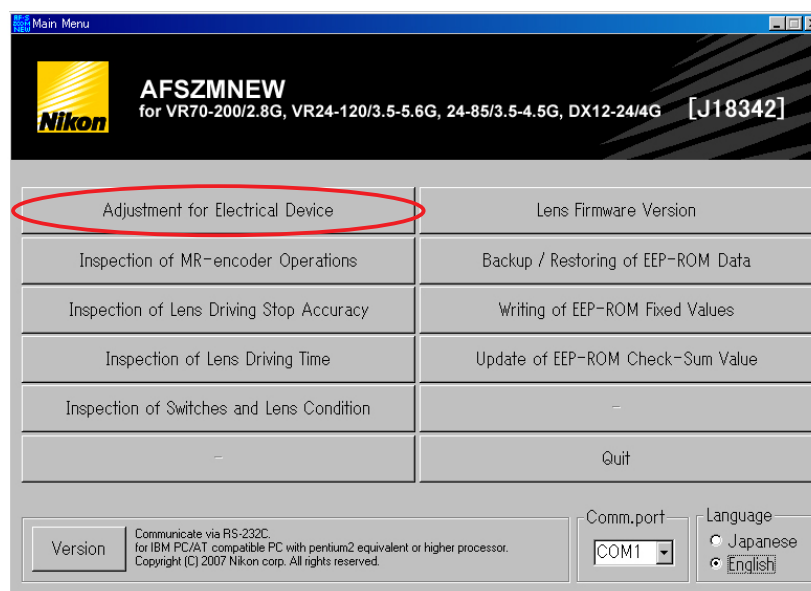 AF-S
ZOOM
NEW
Main Menu
Nikon
AFSZMNEW
for VR70-200/2.8G, VR24-120/3.5-5.6G, 24-85/3.5-4.5G, DX12-24/4G
[J18342]
Adjustment for Electrical Device
Lens Firmware Version
Inspection of MR-encoder Operations
Backup / Restoring of EEP-ROM Data
Inspection of Lens Driving Stop Accuracy
Writing of EEP-ROM Fixed Values
Inspection of Lens Driving Time
Update of EEP-ROM Check-Sum Value
Inspection of Switches and Lens Condition
-
-
Quit
Version
Communicate via RS-232C.
for IBM PC/AT compatible PC with pentium2 equivalent or higher processor.
Copyright (C) 2007 Nikon corp. All rights reserved.
Comm.port
COM1
Language
Japanese
English